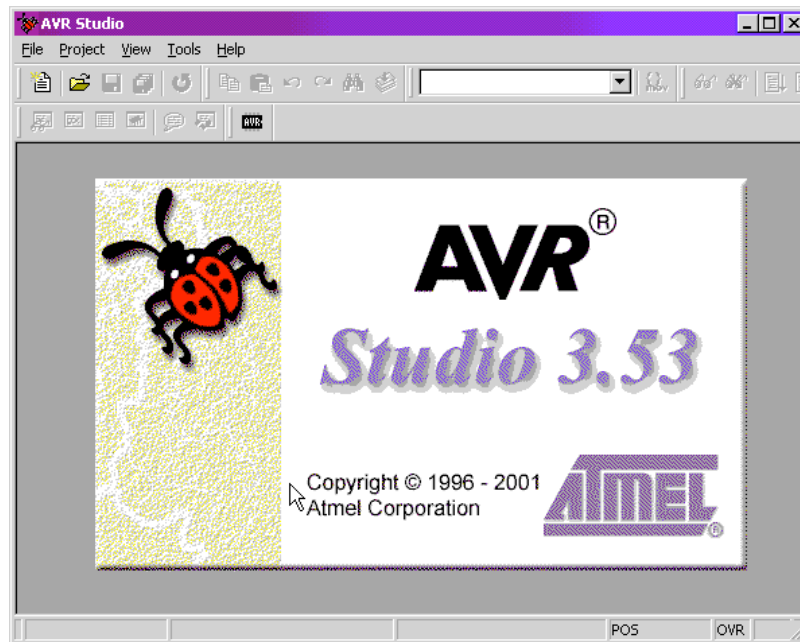 AVR Studio
File Project View Tools Help
AVR
AVR®
Studio 3.53
Copyright © 1996 - 2001
Atmel Corporation
ATMEL®
POS OVR